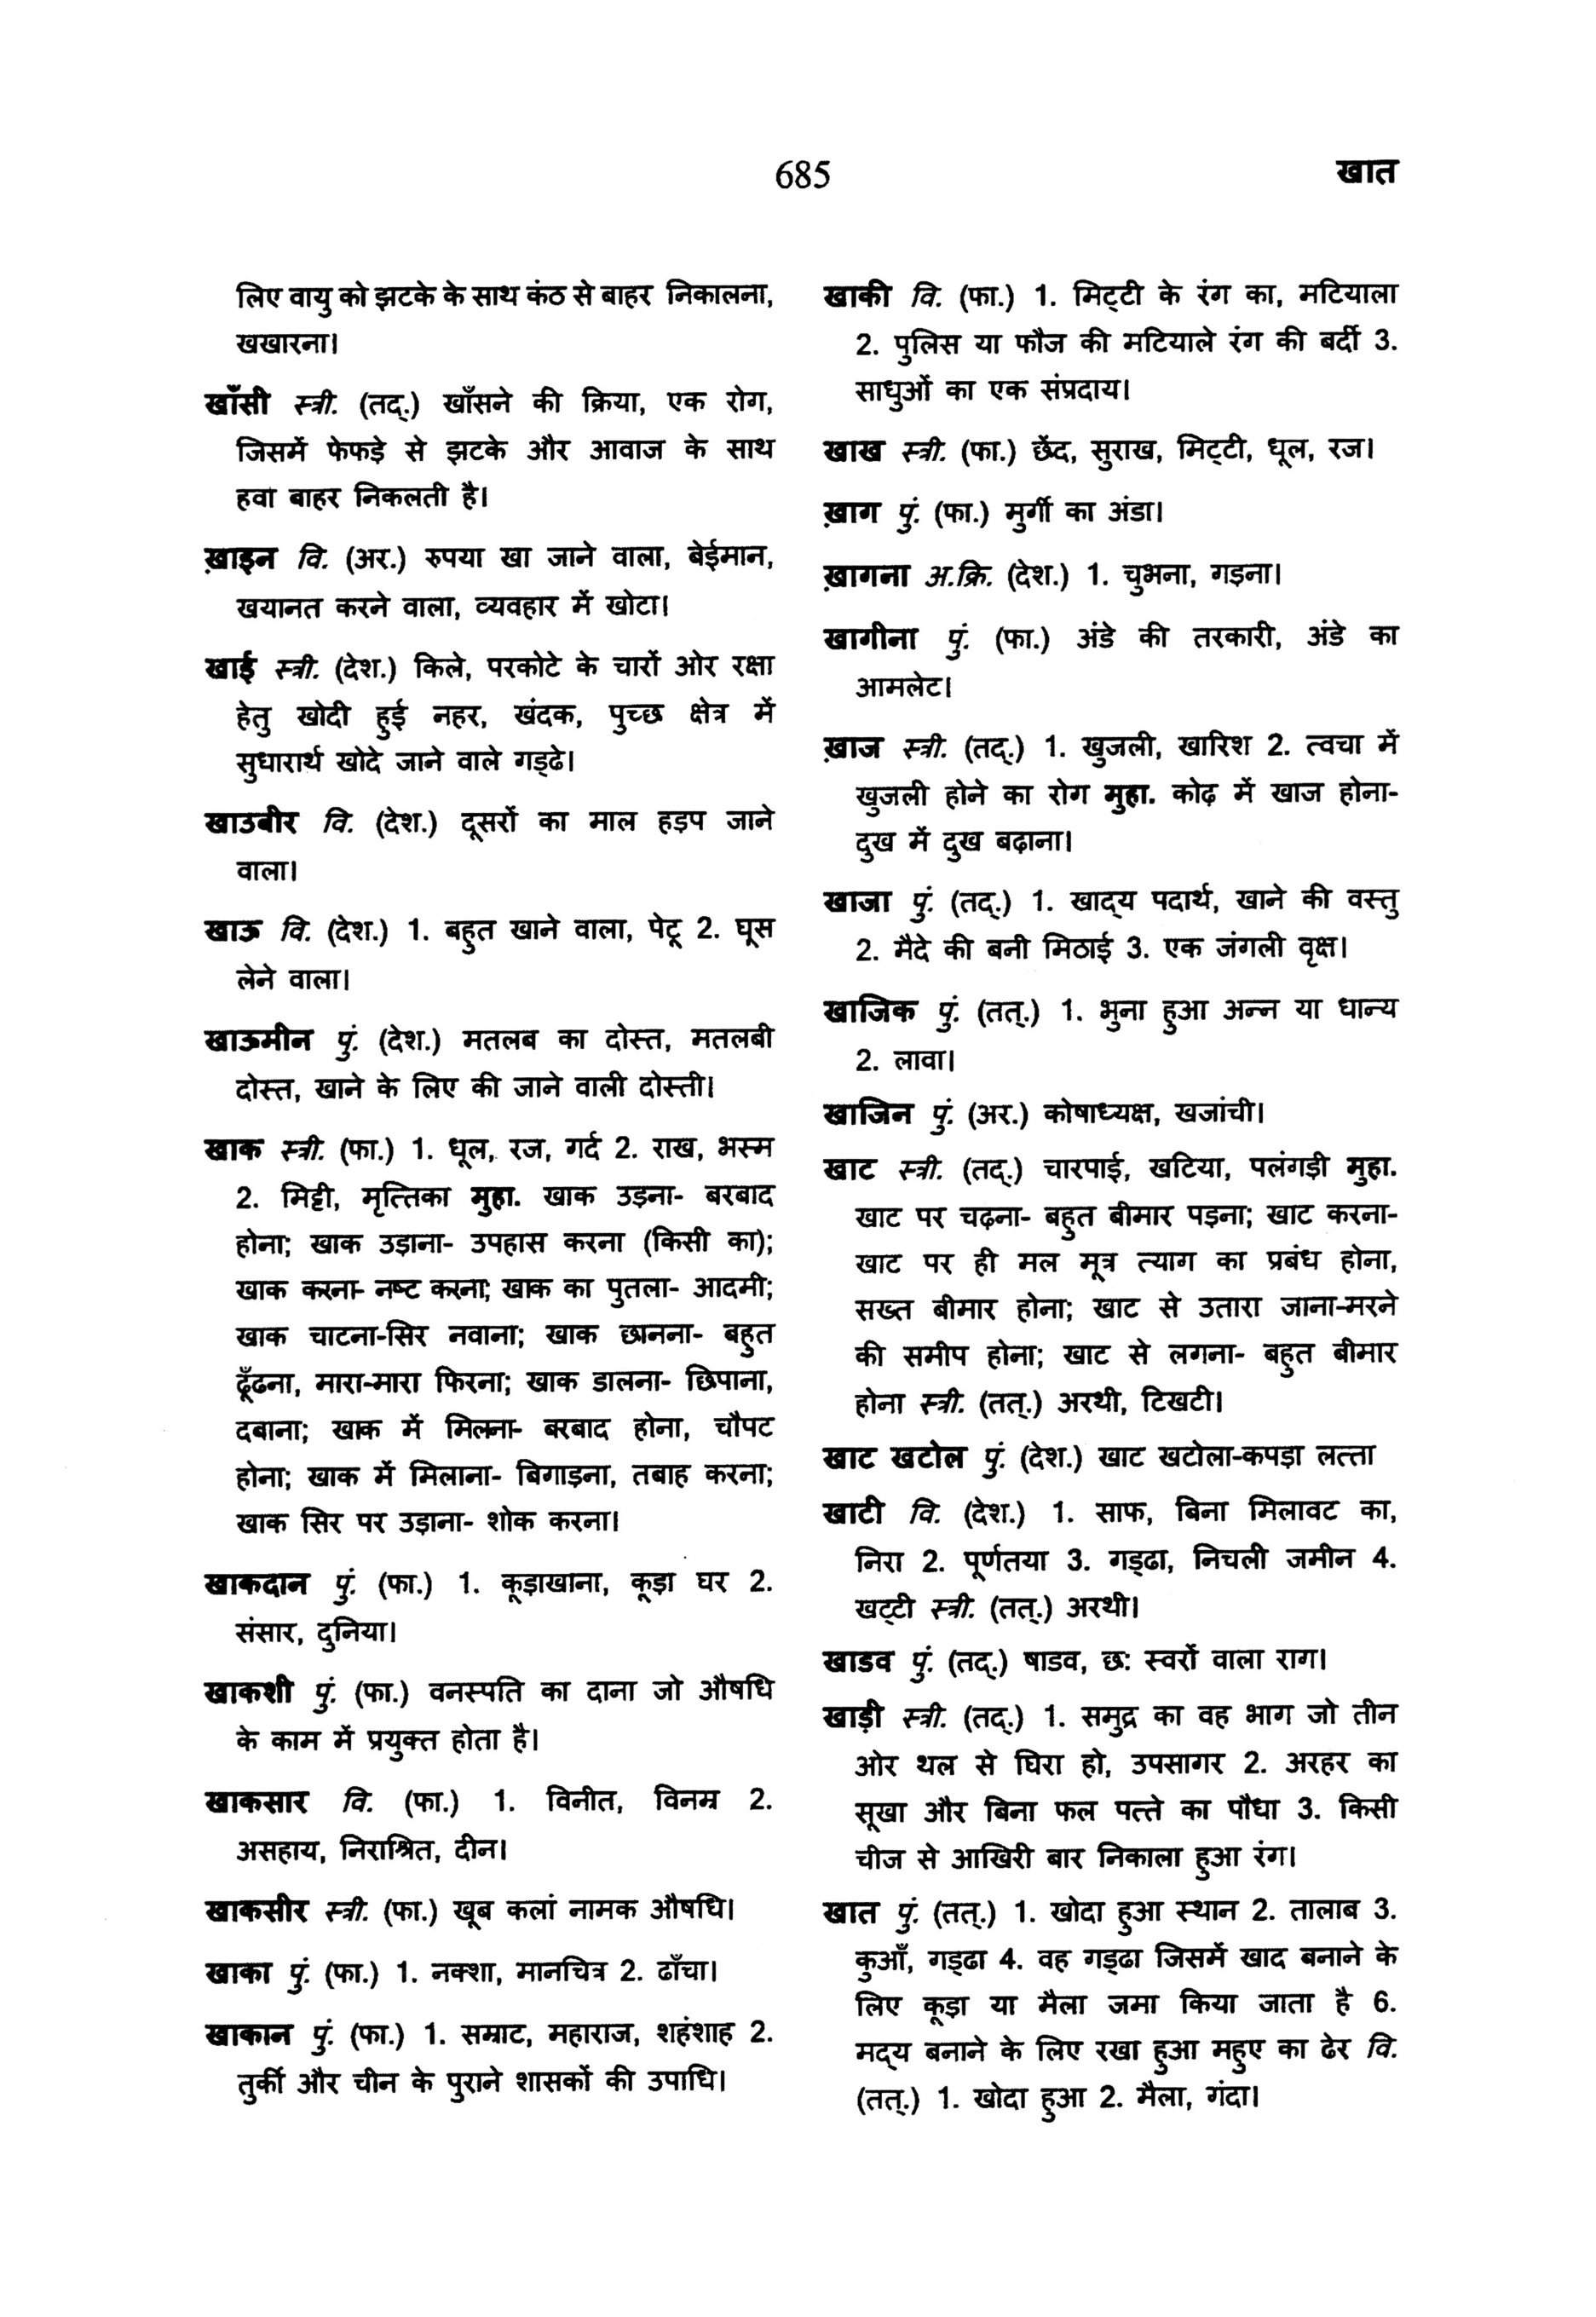 685
खात
लिए वायु को झटके के साथ कंठ से बाहर निकालना,
खखारना।
खाँसी स्त्री. (तद्.) खाँसने की क्रिया, एक रोग,
जिसमें फेफड़े से झटके और आवाज के साथ
हवा बाहर निकलती है।
ख़ाइन वि. (अर.) रुपया खा जाने वाला, बेईमान,
खयानत करने वाला, व्यवहार में खोटा।
खाई स्त्री. (देश.) किले, परकोटे के चारों ओर रक्षा
हेतु खोदी हुई नहर, खंदक, पुच्छ क्षेत्र में
सुधारार्थ खोदे जाने वाले गड्ढे।
खाउबीर वि. (देश.) दूसरों का माल हड़प जाने
वाला।
खाऊ वि. (देश.) 1. बहुत खाने वाला, पेटू 2. घूस
लेने वाला।
खाऊमीन पुं. (देश.) मतलब का दोस्त, मतलबी
दोस्त, खाने के लिए की जाने वाली दोस्ती।
खाक स्त्री. (फा.) 1. धूल, रज, गर्द 2. राख, भस्म
2. मिट्टी, मृत्तिका मुहा. खाक उड़ना- बरबाद
होना; खाक उड़ाना- उपहास करना (किसी का);
खाक करना- नष्ट करना; खाक का पुतला- आदमी;
खाक चाटना-सिर नवाना; खाक छानना- बहुत
ढूँढना, मारा-मारा फिरना; खाक डालना- छिपाना,
दबाना; खाक में मिलना- बरबाद होना, चौपट
होना; खाक में मिलाना- बिगाड़ना, तबाह करना;
खाक सिर पर उड़ाना- शोक करना।
खाकदान पुं. (फा.) 1. कूड़ाखाना, कूड़ा घर 2.
संसार, दुनिया।
खाकशी पुं. (फा.) वनस्पति का दाना जो औषधि
के काम में प्रयुक्त होता है।
खाकसार वि. (फा.) 1. विनीत, विनम्र 2.
असहाय, निराश्रित, दीन।
खाकसीर स्त्री. (फा.) खूब कलां नामक औषधि।
खाका पुं. (फा.) 1. नक्शा, मानचित्र 2. ढाँचा।
खाकान पुं. (फा.) 1. सम्राट, महाराज, शहंशाह 2.
तुर्की और चीन के पुराने शासकों की उपाधि।
खाकी वि. (फा.) 1. मिट्‌टी के रंग का, मटियाला
2. पुलिस या फौज की मटियाले रंग की बर्दी 3.
साधुओं का एक संप्रदाय।
खाख स्त्री. (फा.) छेंद, सुराख, मिट्‌टी, धूल, रज।
ख़ाग पुं. (फा.) मुर्गी का अंडा।
ख़ागना अ.क्रि. (देश.) 1. चुभना, गड़ना।
खागीना पुं. (फा.) अंडे की तरकारी, अंडे का
आमलेट।
ख़ाज स्त्री. (तद्.) 1. खुजली, खारिश 2. त्वचा में
खुजली होने का रोग मुहा. कोढ़ में खाज होना-
दुख में दुख बढ़ाना।
खाजा पुं. (तद्.) 1. खाद्‌य पदार्थ, खाने की वस्तु
2. मैदे की बनी मिठाई 3. एक जंगली वृक्ष।
खाजिक पुं. (तत्.) 1. भुना हुआ अन्न या धान्य
2. लावा।
खाजिन पुं. (अर.) कोषाध्यक्ष, खजांची।
खाट स्त्री. (तद्.) चारपाई, खटिया, पलंगड़ी मुहा.
खाट पर चढ़ना- बहुत बीमार पड़ना; खाट करना-
खाट पर ही मल मूत्र त्याग का प्रबंध होना,
सख्त बीमार होना; खाट से उतारा जाना-मरने
की समीप होना; खाट से लगना- बहुत बीमार
होना स्त्री. (तत्.) अरथी, टिखटी।
खाट खटोल पुं. (देश.) खाट खटोला-कपड़ा लत्ता
खाटी वि. (देश.) 1. साफ, बिना मिलावट का,
निरा 2. पूर्णतया 3. गड्‌ढा, निचली जमीन 4.
खट्‌टी स्त्री. (तत्.) अरथी।
खाडव पुं. (तद्.) षाडव, छ: स्वरों वाला राग।
खाड़ी स्त्री. (तद्.) 1. समुद्र का वह भाग जो तीन
ओर थल से घिरा हो, उपसागर 2. अरहर का
सूखा और बिना फल पत्ते का पौधा 3. किसी
चीज से आखिरी बार निकाला हुआ रंग।
खात पुं. (तत्.) 1. खोदा हुआ स्थान 2. तालाब 3.
कुआँ, गड्‌ढा 4. वह गड्‌ढा जिसमें खाद बनाने के
लिए कूड़ा या मैला जमा किया जाता है 6.
मद्‌य बनाने के लिए रखा हुआ महुए का ढेर वि.
(तत्.) 1. खोदा हुआ 2. मैला, गंदा।